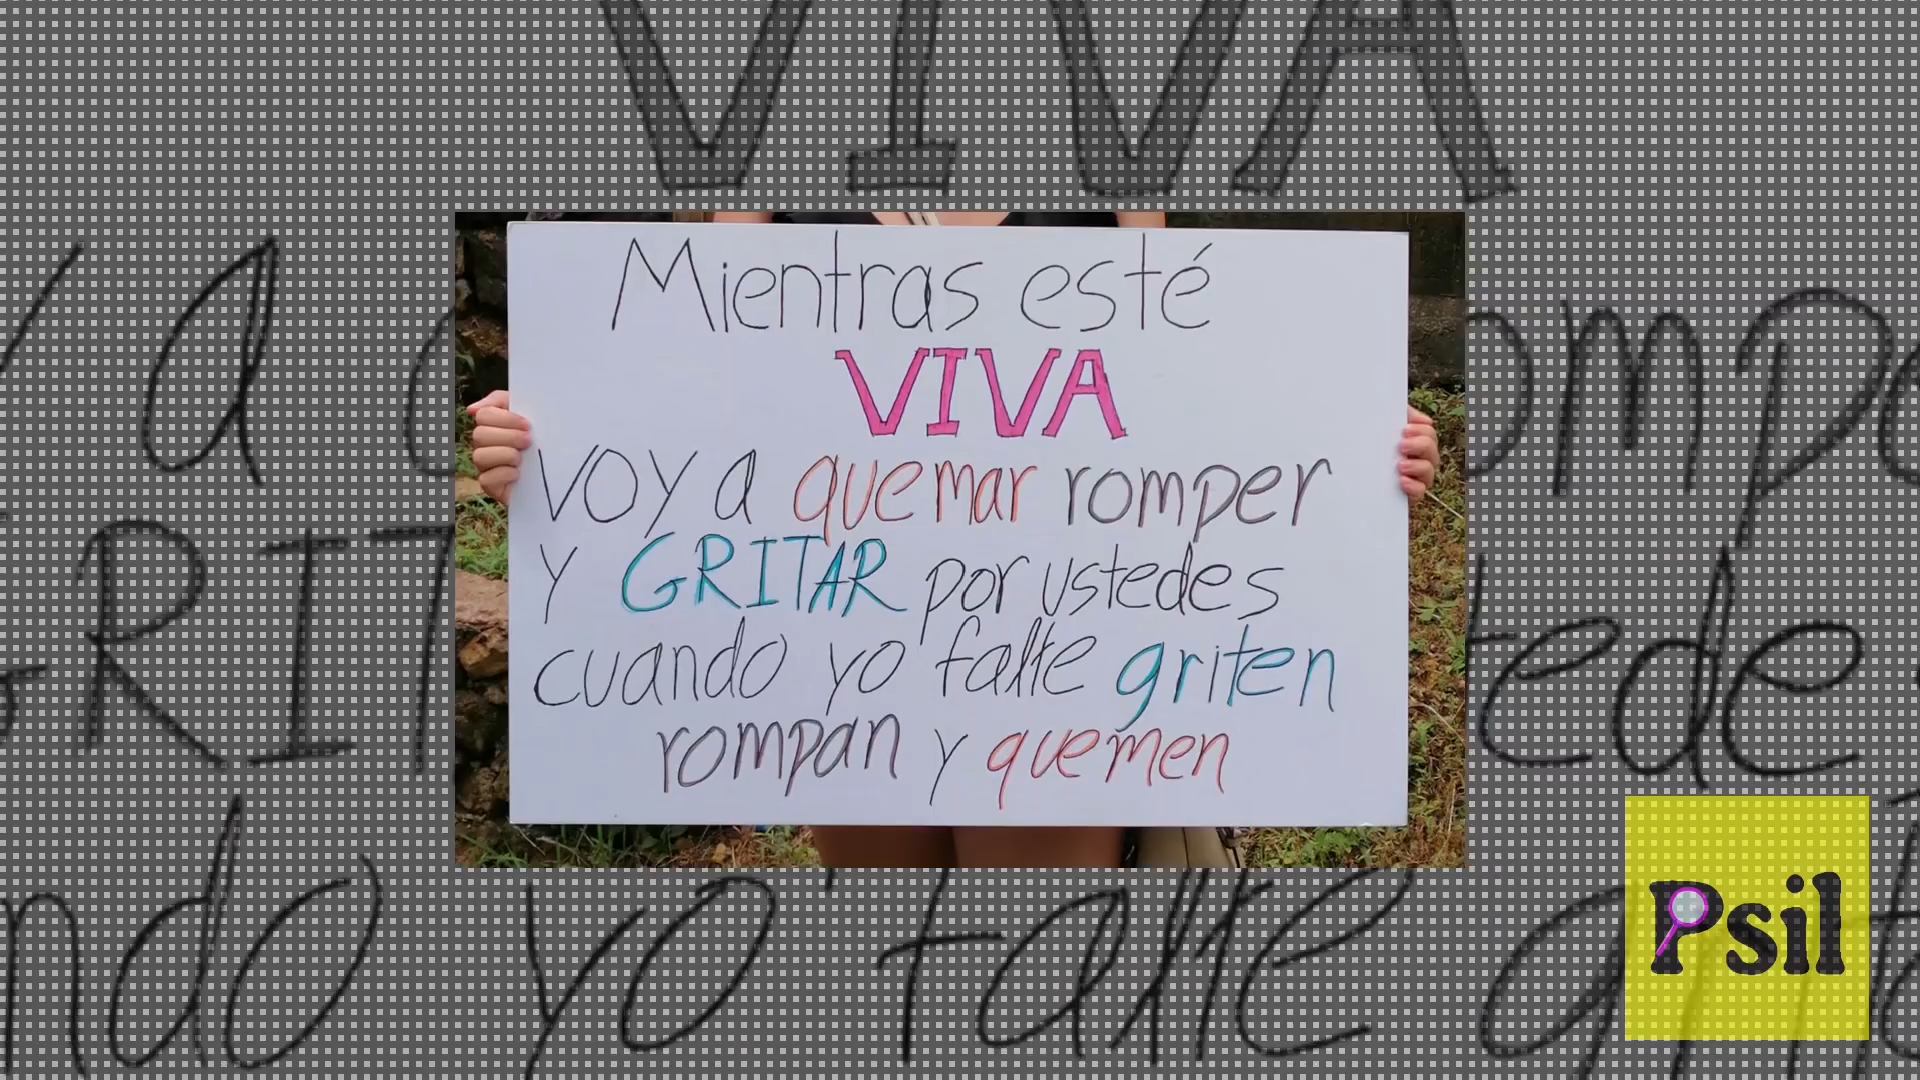 Mientras esté
VIVA
voy a quemar romper
y GRITAR por ustedes
cuando yo falte griten
rompan y quemen
Psil